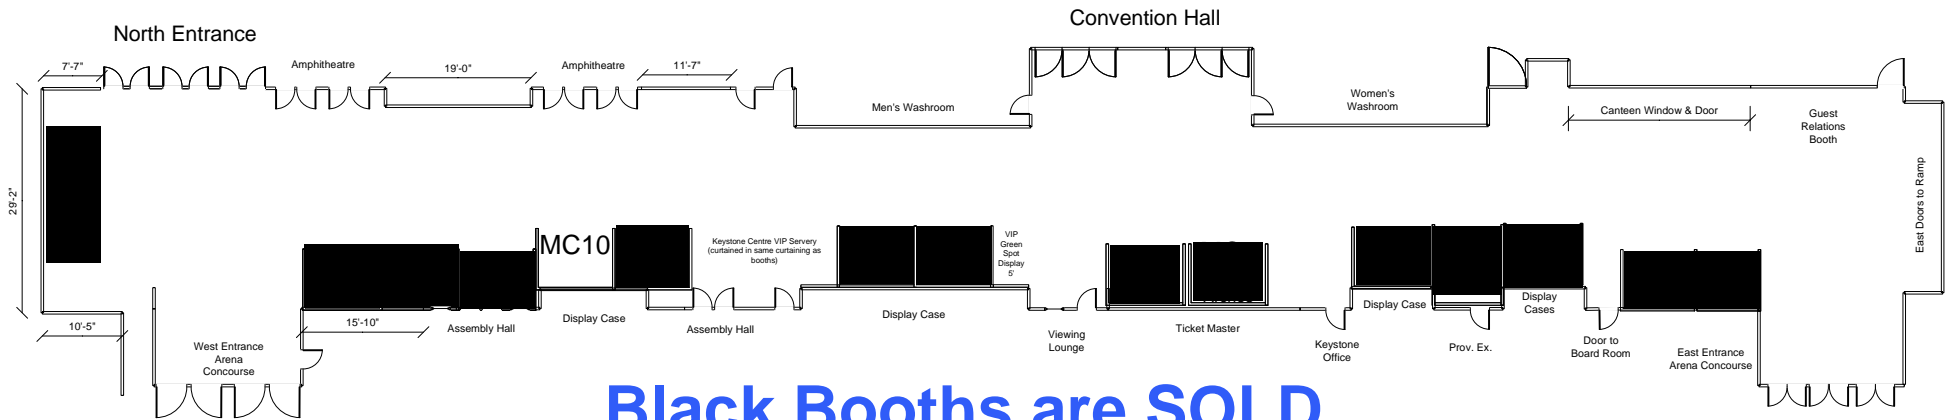 Convention Hall
North Entrance
7'-7"
Amphitheatre
19'-0"
Amphitheatre
11'-7"
Men's Washroom
Women's
Washroom
Canteen Window & Door
Guest
Relations
Booth
29'-2"
East Doors to Ramp
MC10
Keystone Centre VIP Servery
(curtained in same curtaining as
booths)
VIP
Green
Spot
Display
5'
10'-5"
15'-10"
Assembly Hall
Display Case
Assembly Hall
Display Case
Viewing
Lounge
Ticket Master
Keystone
Office
Display Case
Prov. Ex.
Display
Cases
Door to
Board Room
East Entrance
Arena Concourse
West Entrance
Arena
Concourse
Black Booths are SOLD